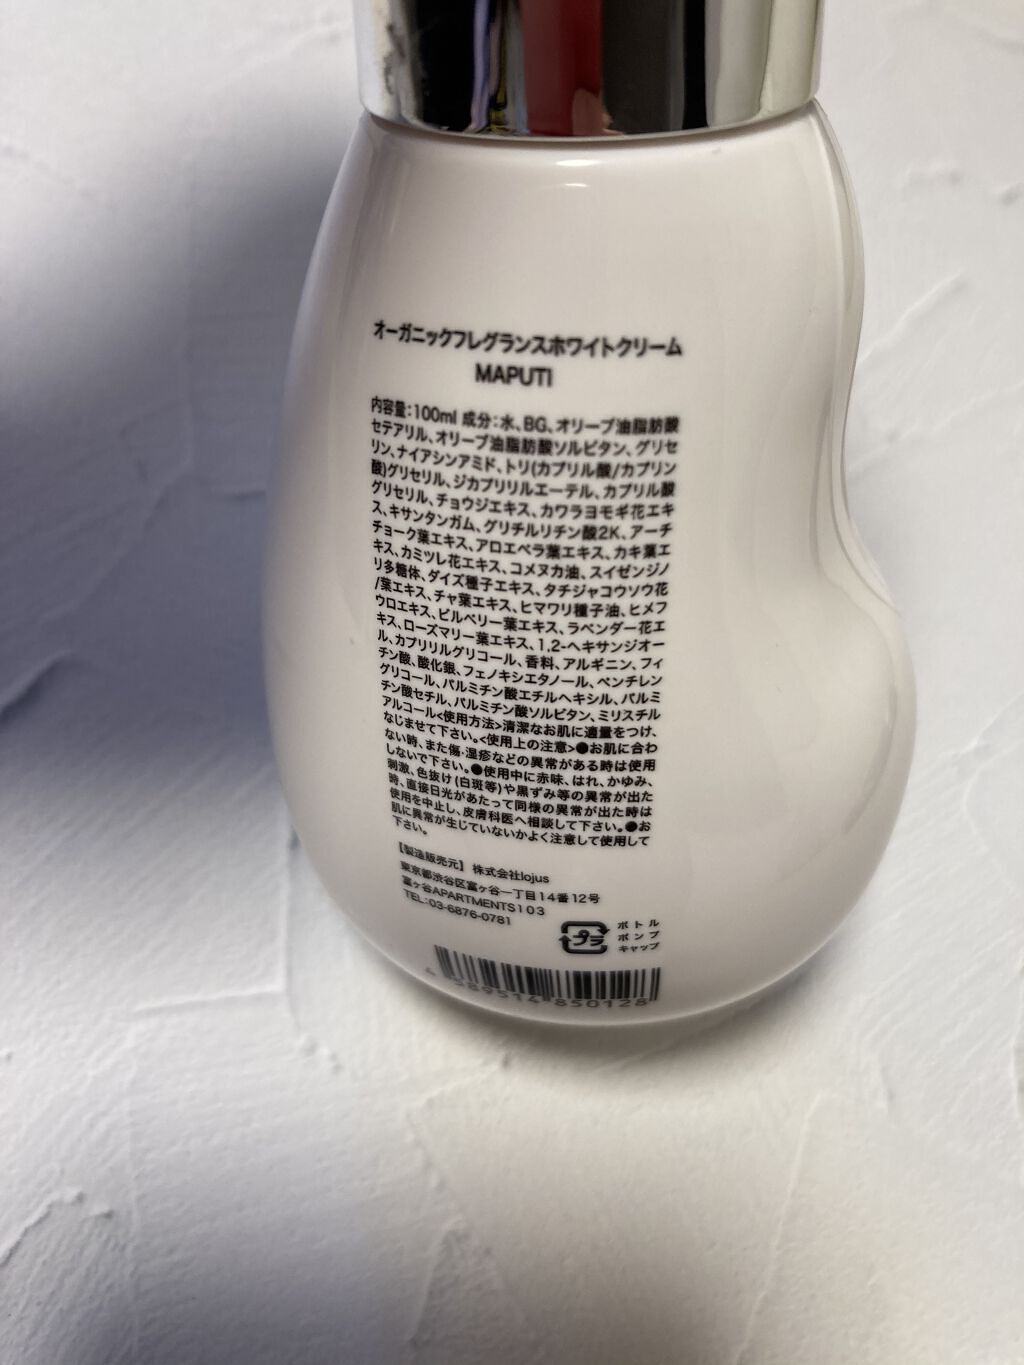 オーガニックフレグランスホワイトクリーム
MAPUTI
内容量:100ml 成分:水、BG、オリーブ油脂肪酸
セテアリル、オリーブ油脂肪酸ソルビタン、グリセ
リン、ナイアシンアミド、トリ(カプリル酸/カプリン
酸)グリセリル、ジカプリリルエーテル、カプリル酸
グリセリル、チョウジエキス、カワラヨモギ花エキ
ス、キサンタンガム、グリチルリチン酸2K、アーチ
チョーク葉エキス、アロエベラ葉エキス、カキ葉エ
キス、カミツレ花エキス、コメヌカ油、スイゼンジノ
リ多糖体、ダイズ種子エキス、タチジャコウソウ花
/葉エキス、チャ葉エキス、ヒマワリ種子油、ヒメフ
ウロエキス、ビルベリー葉エキス、ラベンダー花エ
キス、ローズマリー葉エキス、1,2-ヘキサンジオー
ル、カプリリルグリコール、香料、アルギニン、フィ
チン酸、酸化銀、フェノキシエタノール、ペンチレン
グリコール、パルミチン酸エチルヘキシル、パルミ
チン酸セチル、パルミチン酸ソルビタン、ミリスチル
アルコール<使用方法>清潔なお肌に適量をつけ、
なじませて下さい。<使用上の注意>●お肌に合わ
ない時、また傷・湿疹などの異常がある時は使用
しないで下さい。●使用中に赤味、はれ、かゆみ、
刺激、色抜け(白斑等)や黒ずみ等の異常が出た
時、直接日光があたって同様の異常が出た時は
使用を中止し、皮膚科医へ相談して下さい。●お
肌に異常が生じていないかよく注意して使用して
下さい。
【製造販売元】 株式会社lojus
東京都渋谷区富ヶ谷一丁目14番12号
富ヶ谷APARTMENTS103
TEL:03-6876-0781
プラ
ボトル
ポンプ
キャップ
4 589514 850128